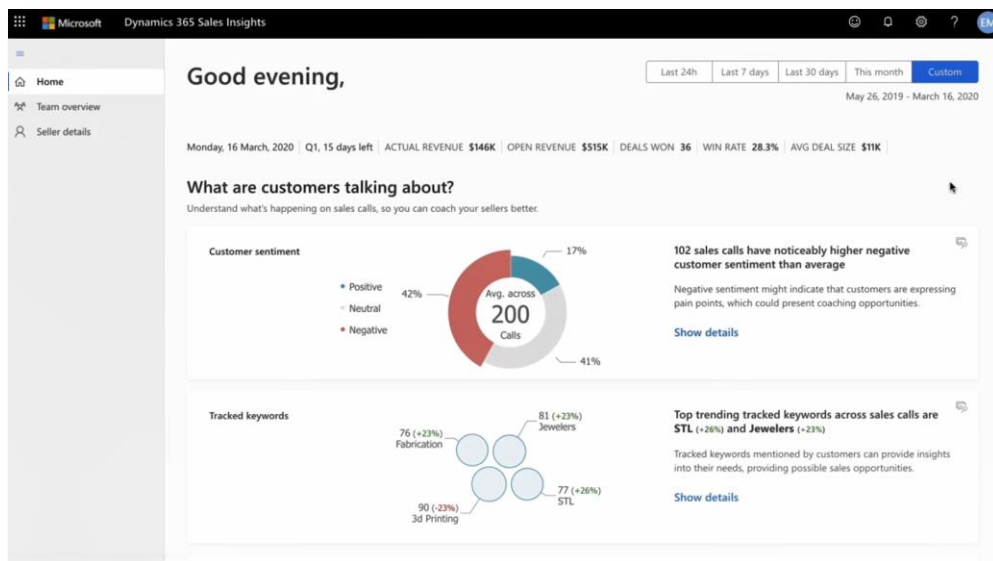 Microsoft Dynamics 365 Sales Insights ? EM
Home
Team overview
Seller details
Good evening,
Last 24h Last 7 days Last 30 days This month Custom
May 26, 2019 - March 16, 2020
Monday, 16 March, 2020 Q1, 15 days left ACTUAL REVENUE $146K OPEN REVENUE $515K DEALS WON 36 WIN RATE 28.3% AVG DEAL SIZE $11K
What are customers talking about?
Understand what's happening on sales calls, so you can coach your sellers better.
Customer sentiment
Positive
Neutral
Negative
17%
42%
41%
Avg. across
200
Calls
102 sales calls have noticeably higher negative
customer sentiment than average
Negative sentiment might indicate that customers are expressing
pain points, which could present coaching opportunities.
Show details
Tracked keywords
76 (+23%)
Fabrication
81 (+23%)
Jewelers
90 (-23%)
3d Printing
77 (+26%)
STL
Top trending tracked keywords across sales calls are
STL (+26%) and Jewelers (+23%)
Tracked keywords mentioned by customers can provide insights
into their needs, providing possible sales opportunities.
Show details